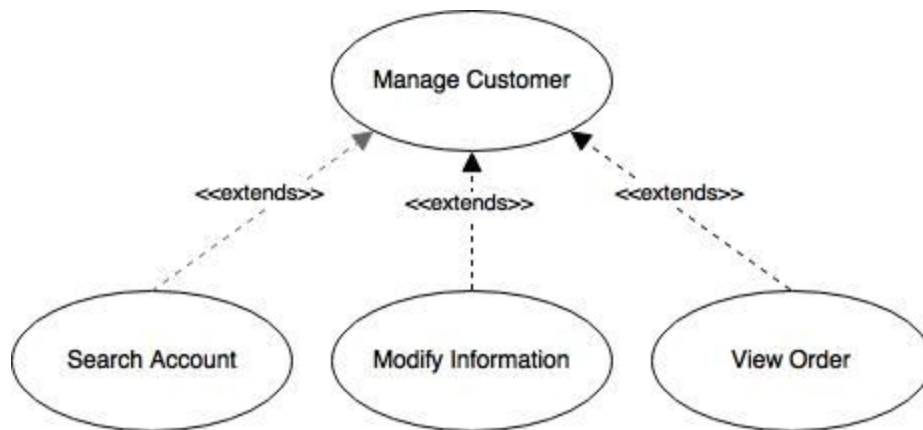 Manage Customer
<<extends>>
<<extends>>
<<extends>>
Search Account
Modify Information
View Order